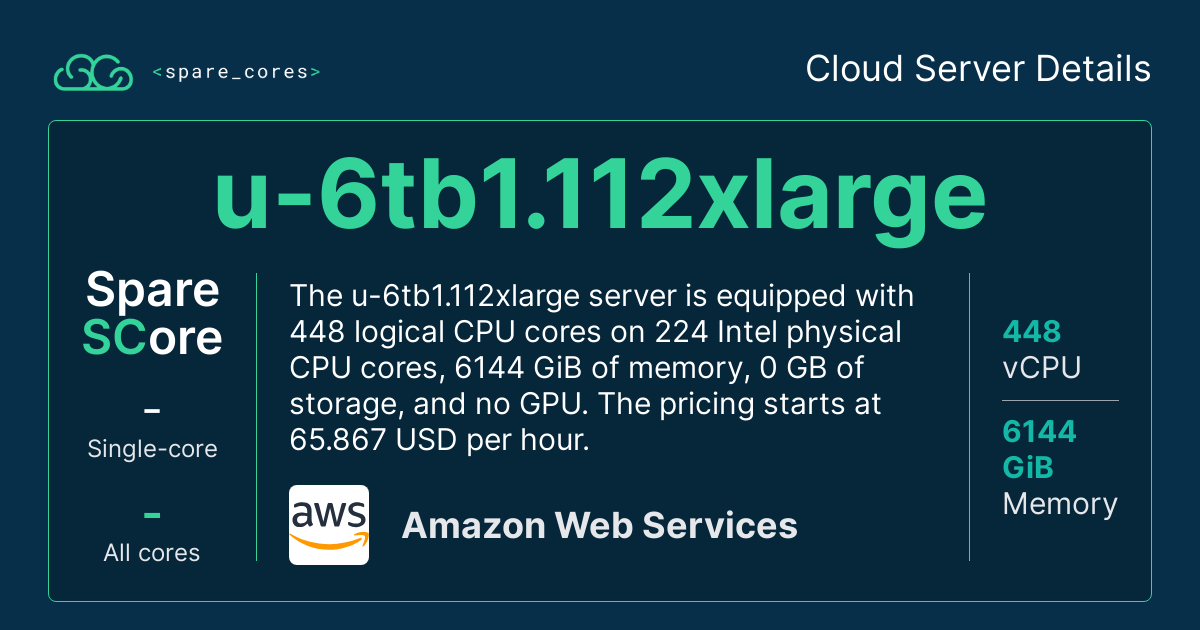 <spare_cores>
Cloud Server Details
u-6tb1.112xlarge
Spare
SCore
–
Single-core
–
All cores
The u-6tb1.112xlarge server is equipped with
448 logical CPU cores on 224 Intel physical
CPU cores, 6144 GiB of memory, 0 GB of
storage, and no GPU. The pricing starts at
65.867 USD per hour.
aws
Amazon Web Services
448
vCPU
6144
GiB
Memory